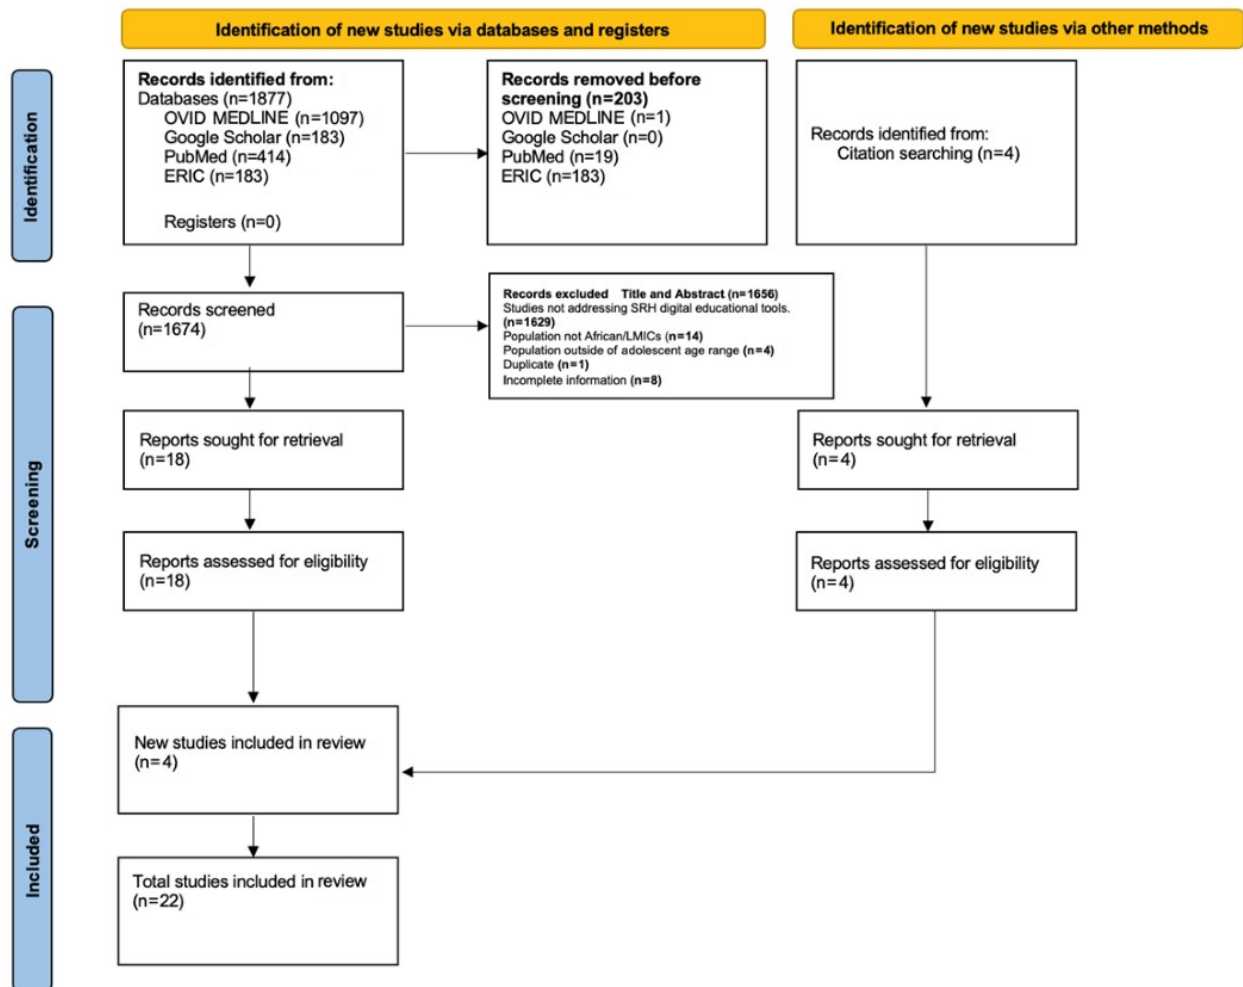 Identification of new studies via databases and registers
Identification of new studies via other methods
Identification
Records identified from:
Databases (n=1877)
OVID MEDLINE (n=1097)
Google Scholar (n=183)
PubMed (n=414)
ERIC (n=183)
Registers (n=0)
Records removed before
screening (n=203)
OVID MEDLINE (n=1)
Google Scholar (n=0)
PubMed (n=19)
ERIC (n=183)
Records identified from:
Citation searching (n=4)
Screening
Records screened
(n=1674)
Records excluded Title and Abstract (n=1656)
Studies not addressing SRH digital educational tools.
(n=1629)
Population not African/LMICs (n=14)
Population outside of adolescent age range (n=4)
Duplicate (n=1)
Incomplete information (n=8)
Reports sought for retrieval
(n=18)
Reports sought for retrieval
(n=4)
Reports assessed for eligibility
(n=18)
Reports assessed for eligibility
(n=4)
Included
New studies included in review
(n=4)
Total studies included in review
(n=22)